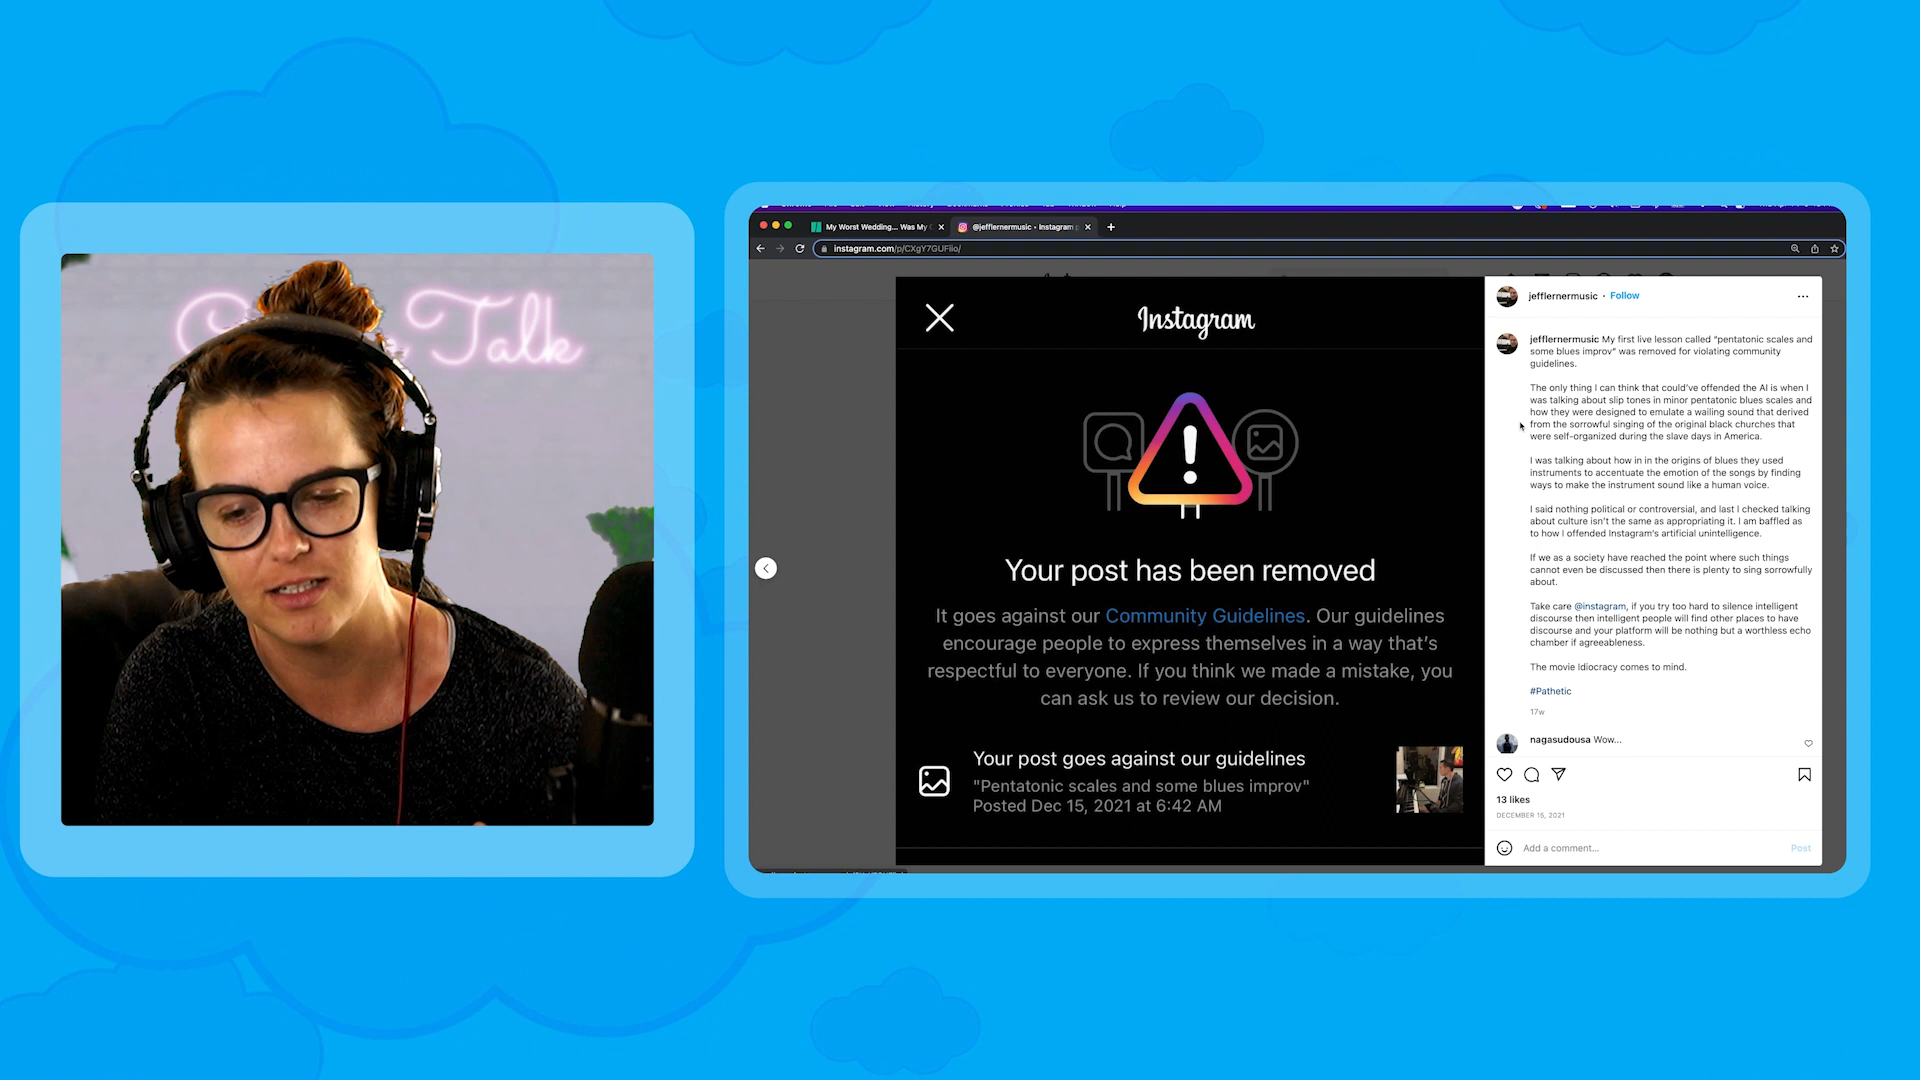 Talk
My Worst Wedding... Was My
@jefflernermusic • Instagram
instagram.com/p/CXgY7GUFiio/
Instagram
Your post has been removed
It goes against our Community Guidelines. Our guidelines
encourage people to express themselves in a way that's
respectful to everyone. If you think we made a mistake, you
can ask us to review our decision.
Your post goes against our guidelines
"Pentatonic scales and some blues improv"
Posted Dec 15, 2021 at 6:42 AM
jefflernermusic • Follow
jefflernermusic My first live lesson called "pentatonic scales and
some blues improv" was removed for violating community
guidelines.
The only thing I can think that could've offended the AI is when I
was talking about slip tones in minor pentatonic blues scales and
how they were designed to emulate a wailing sound that derived
from the sorrowful singing of the original black churches that
were self-organized during the slave days in America.
I was talking about how in in the origins of blues they used
instruments to accentuate the emotion of the songs by finding
ways to make the instrument sound like a human voice.
I said nothing political or controversial, and last I checked talking
about culture isn't the same as appropriating it. I am baffled as
to how I offended Instagram's artificial unintelligence.
If we as a society have reached the point where such things
cannot even be discussed then there is plenty to sing sorrowfully
about.
Take care @instagram, if you try too hard to silence intelligent
discourse then intelligent people will find other places to have
discourse and your platform will be nothing but a worthless echo
chamber if agreeableness.
The movie Idiocracy comes to mind.
#Pathetic
17w
nagasudousa Wow...
13 likes
DECEMBER 15, 2021
Add a comment...
Post